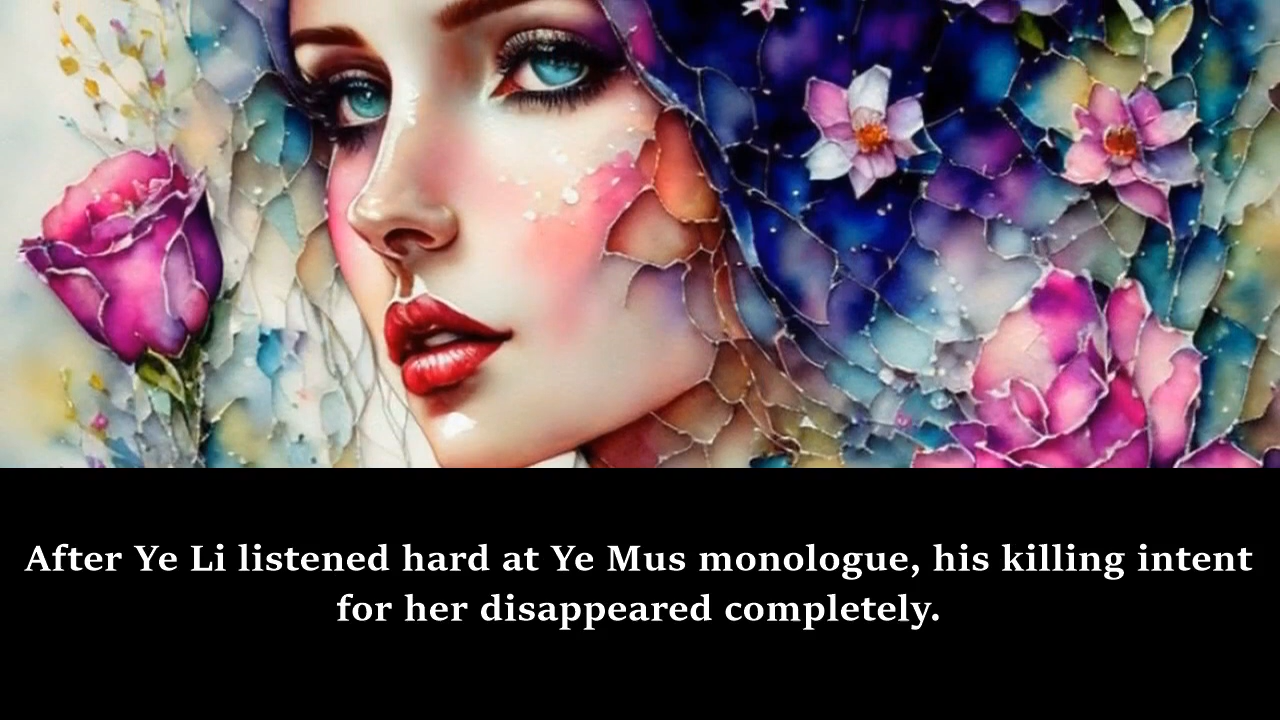 After Ye Li listened hard at Ye Mus monologue, his killing intent
for her disappeared completely.